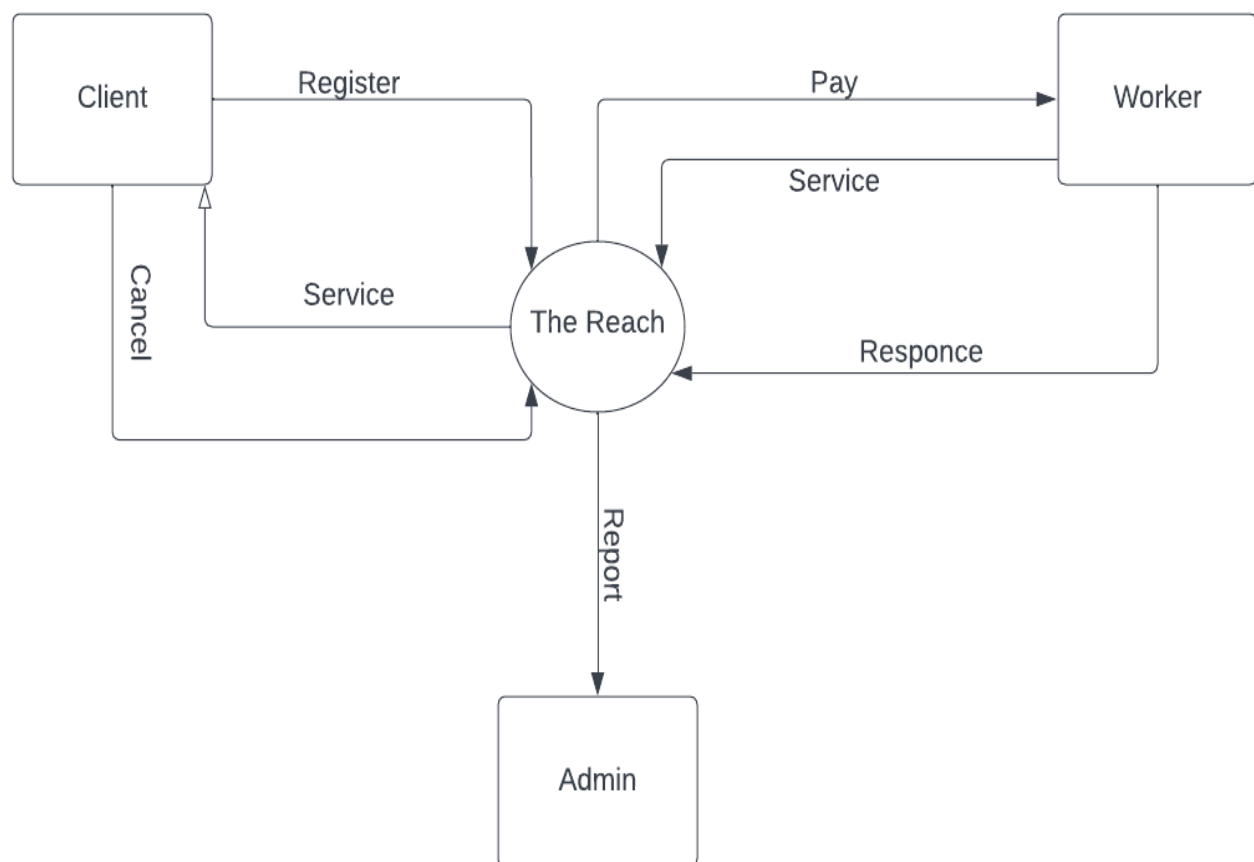 Client
Register
Pay
Worker
Service
Cancel
Service
The Reach
Responce
Report
Admin